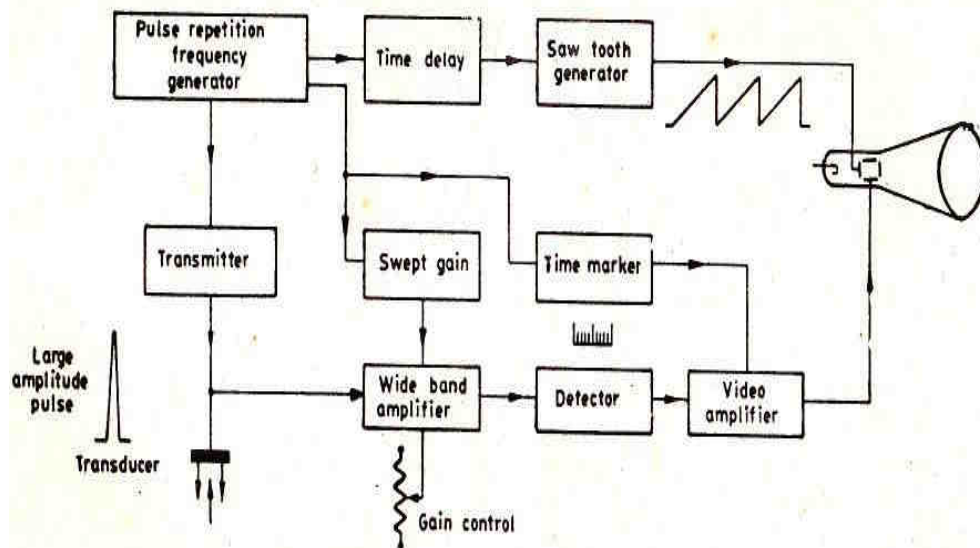 Pulse repetition
frequency
generator
Time delay
Saw tooth
generator
Transmitter
Swept gain
Time marker
Large
amplitude
pulse
Wide band
amplifier
Detector
Video
amplifier
Transducer
Gain control